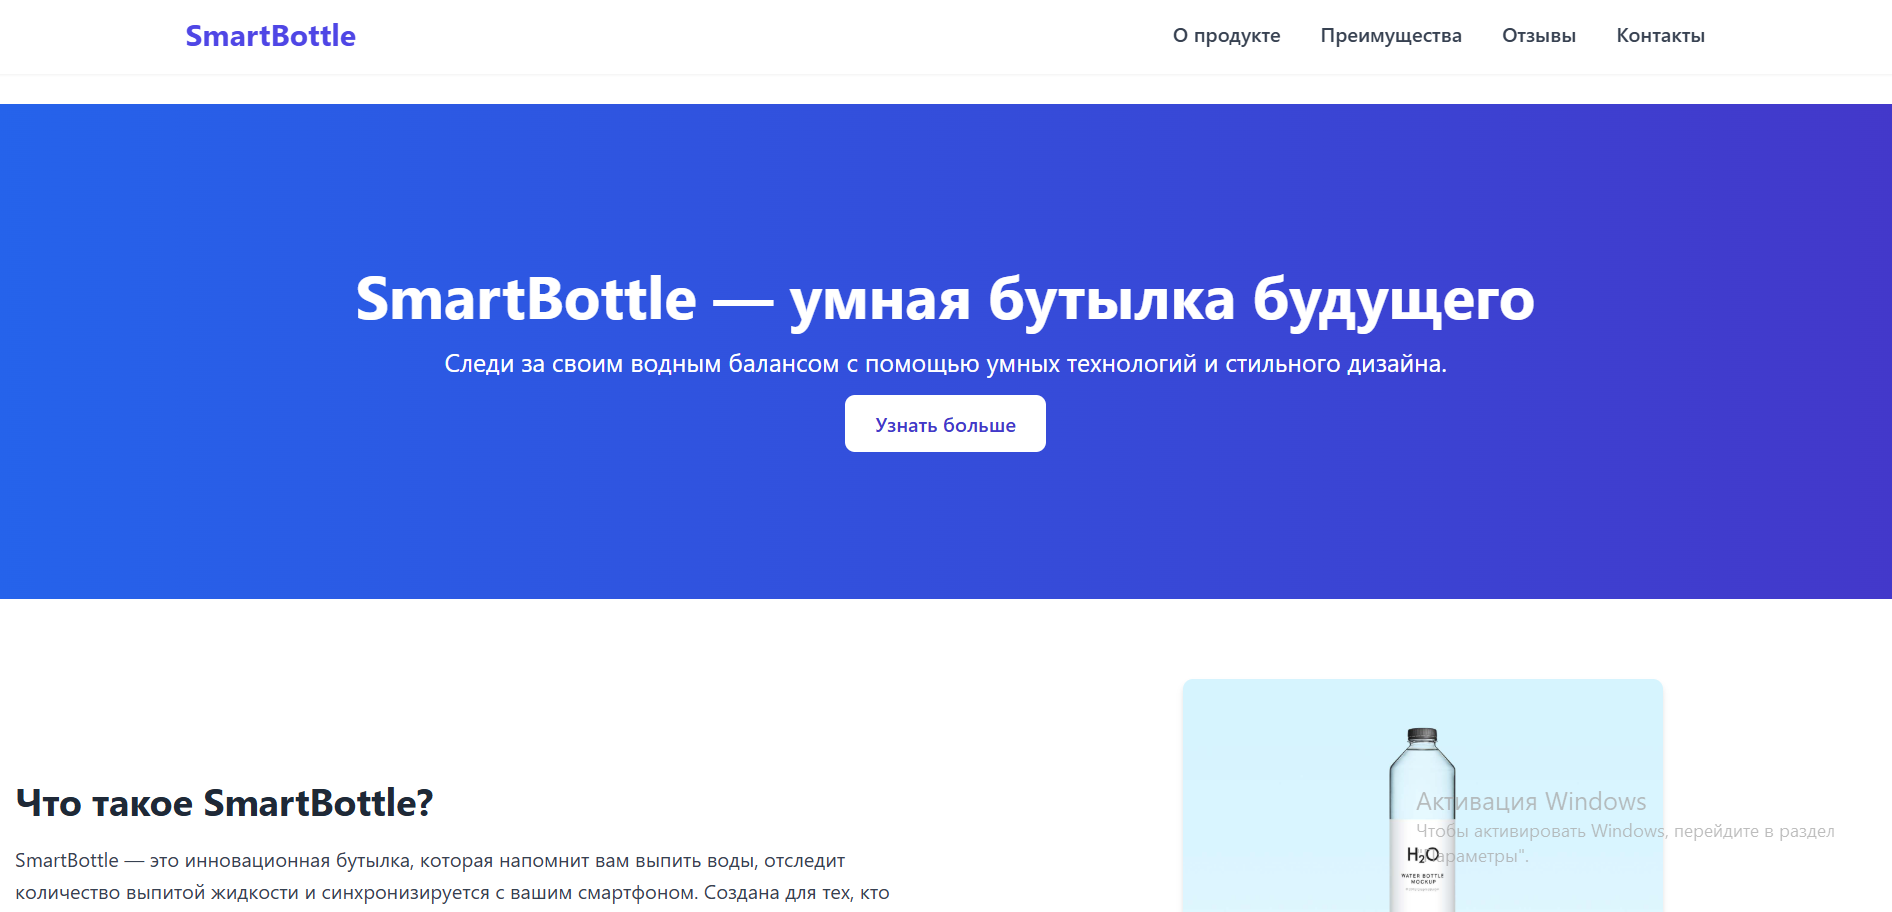 SmartBottle
О продукте
Преимущества
Отзывы
Контакты
SmartBottle — умная бутылка будущего
Следи за своим водным балансом с помощью умных технологий и стильного дизайна.
Узнать больше
Что такое SmartBottle?
SmartBottle — это инновационная бутылка, которая напомнит вам выпить воды, отследит
количество выпитой жидкости и синхронизируется с вашим смартфоном. Создана для тех, кто
H₂O
WATER BOTTLE
MOCKUP
Активация Windows
Чтобы активировать Windows, перейдите в раздел
"Параметры".